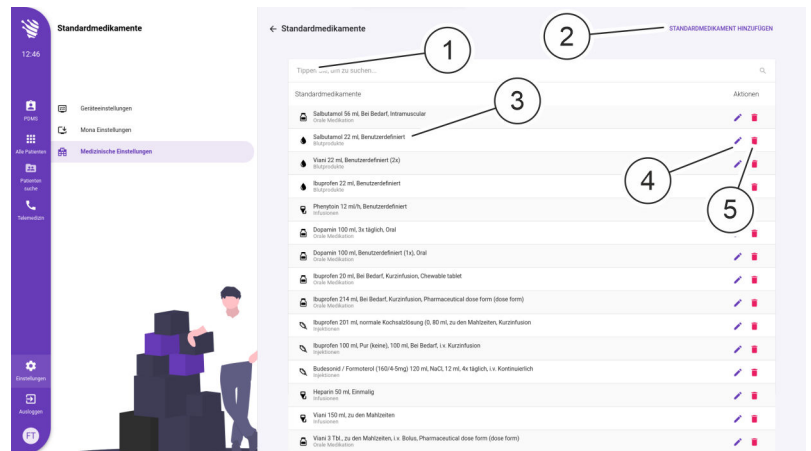 Standardmedikamente
12:46
PDMS
Alle Patienten
Patienten
suche
Telemedizin
Einstellungen
Ausloggen
FT
Geräteeinstellungen
Mona Einstellungen
Medizinische Einstellungen
← Standardmedikamente
STANDARDMEDIKAMENT HINZUFÜGEN
1
2
3
4
5
Tippen ..., um zu suchen...
Standardmedikamente
Aktionen
Salbutamol 56 ml, Bei Bedarf, Intramuscular
Orale Medikation
Salbutamol 22 ml, Benutzerdefiniert
Blutprodukte
Viani 22 ml, Benutzerdefiniert (2x)
Blutprodukte
Ibuprofen 22 ml, Benutzerdefiniert
Blutprodukte
Phenytoin 12 ml/h, Benutzerdefiniert
Infusionen
Dopamin 100 ml, 3x täglich, Oral
Orale Medikation
Dopamin 100 ml, Benutzerdefiniert (1x), Oral
Orale Medikation
Ibuprofen 20 ml, Bei Bedarf, Kurzinfusion, Chewable tablet
Orale Medikation
Ibuprofen 214 ml, Bei Bedarf, Kurzinfusion, Pharmaceutical dose form (dose form)
Orale Medikation
Ibuprofen 201 ml, normale Kochsalzlösung (0, 80 ml, zu den Mahlzeiten, Kurzinfusion
Injektionen
Ibuprofen 100 ml, Pur (keine), 100 ml, Bei Bedarf, i.v. Kurzinfusion
Injektionen
Budesonid / Formoterol (160/4-5mg) 120 ml, NaCl, 12 ml, 4x täglich, i.v. Kontinuierlich
Injektionen
Heparin 50 ml, Einmalig
Infusionen
Viani 150 ml, zu den Mahlzeiten
Infusionen
Viani 3 Tbl., zu den Mahlzeiten, i.v. Bolus, Pharmaceutical dose form (dose form)
Orale Medikation